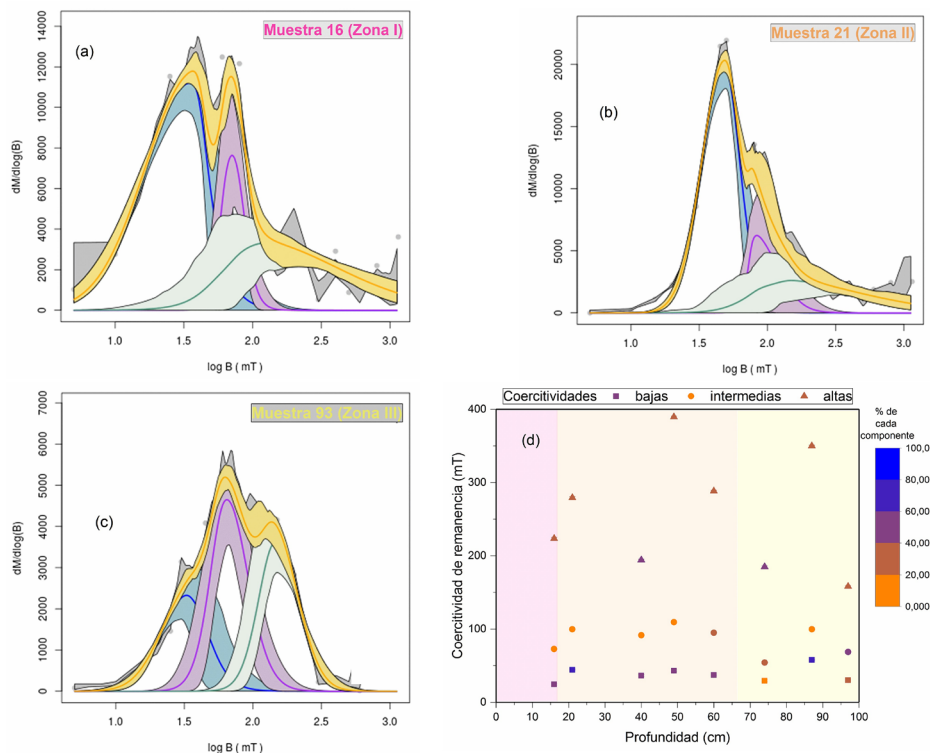 Muestra 16 (Zona I)
(a)
dM/dlog(B)
14000
12000
10000
8000
6000
4000
2000
0
1.0 1.5 2.0 2.5 3.0
log B ( mT )
Muestra 21 (Zona II)
(b)
dM/dlog(B)
20000
15000
10000
5000
0
1.0 1.5 2.0 2.5 3.0
log B ( mT )
Muestra 93 (Zona III)
(c)
dM/dlog(B)
7000
6000
5000
4000
3000
2000
1000
0
1.0 1.5 2.0 2.5 3.0
log B ( mT )
Coercitividades bajas intermedias altas
(d)
Coercitividad de remanencia (mT)
400
300
200
100
0
0 10 20 30 40 50 60 70 80 90 100
Profundidad (cm)
% de
cada
componente
100,0
80,00
60,00
40,00
20,00
0,000